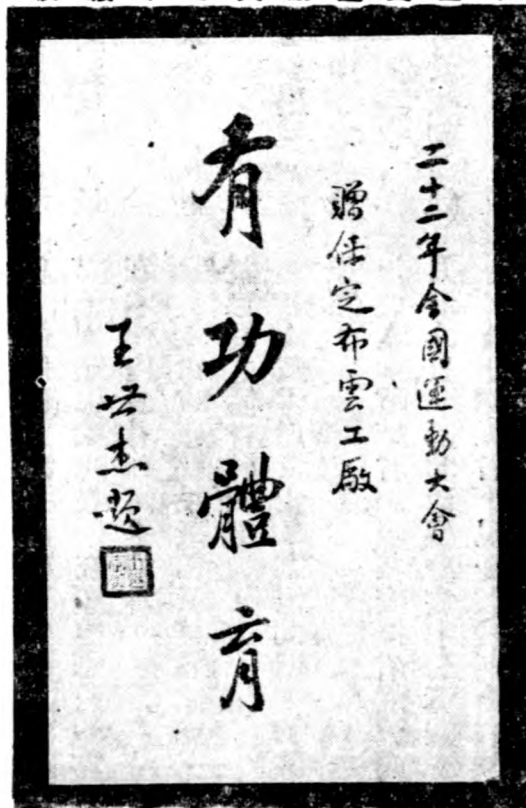 二十二年全國運動大會
贈保定布雲工廠
有功體育
王世杰題